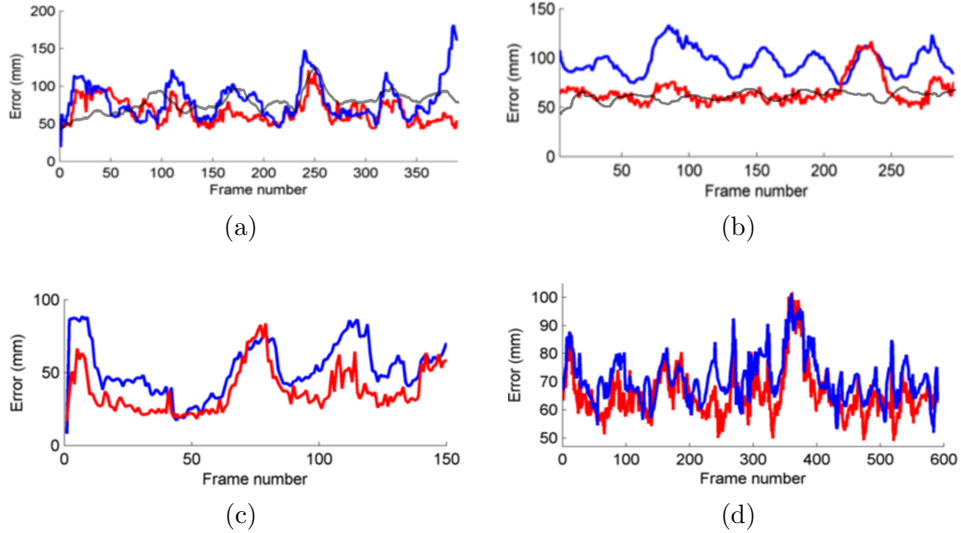 200
150
100
50
0
Error (mm)
0 50 100 150 200 250 300 350
Frame number
(a)
150
100
50
0
Error (mm)
50 100 150 200 250
Frame number
(b)
100
50
0
Error (mm)
0 50 100 150
Frame number
(c)
100
90
80
70
60
50
Error (mm)
0 100 200 300 400 500 600
Frame number
(d)